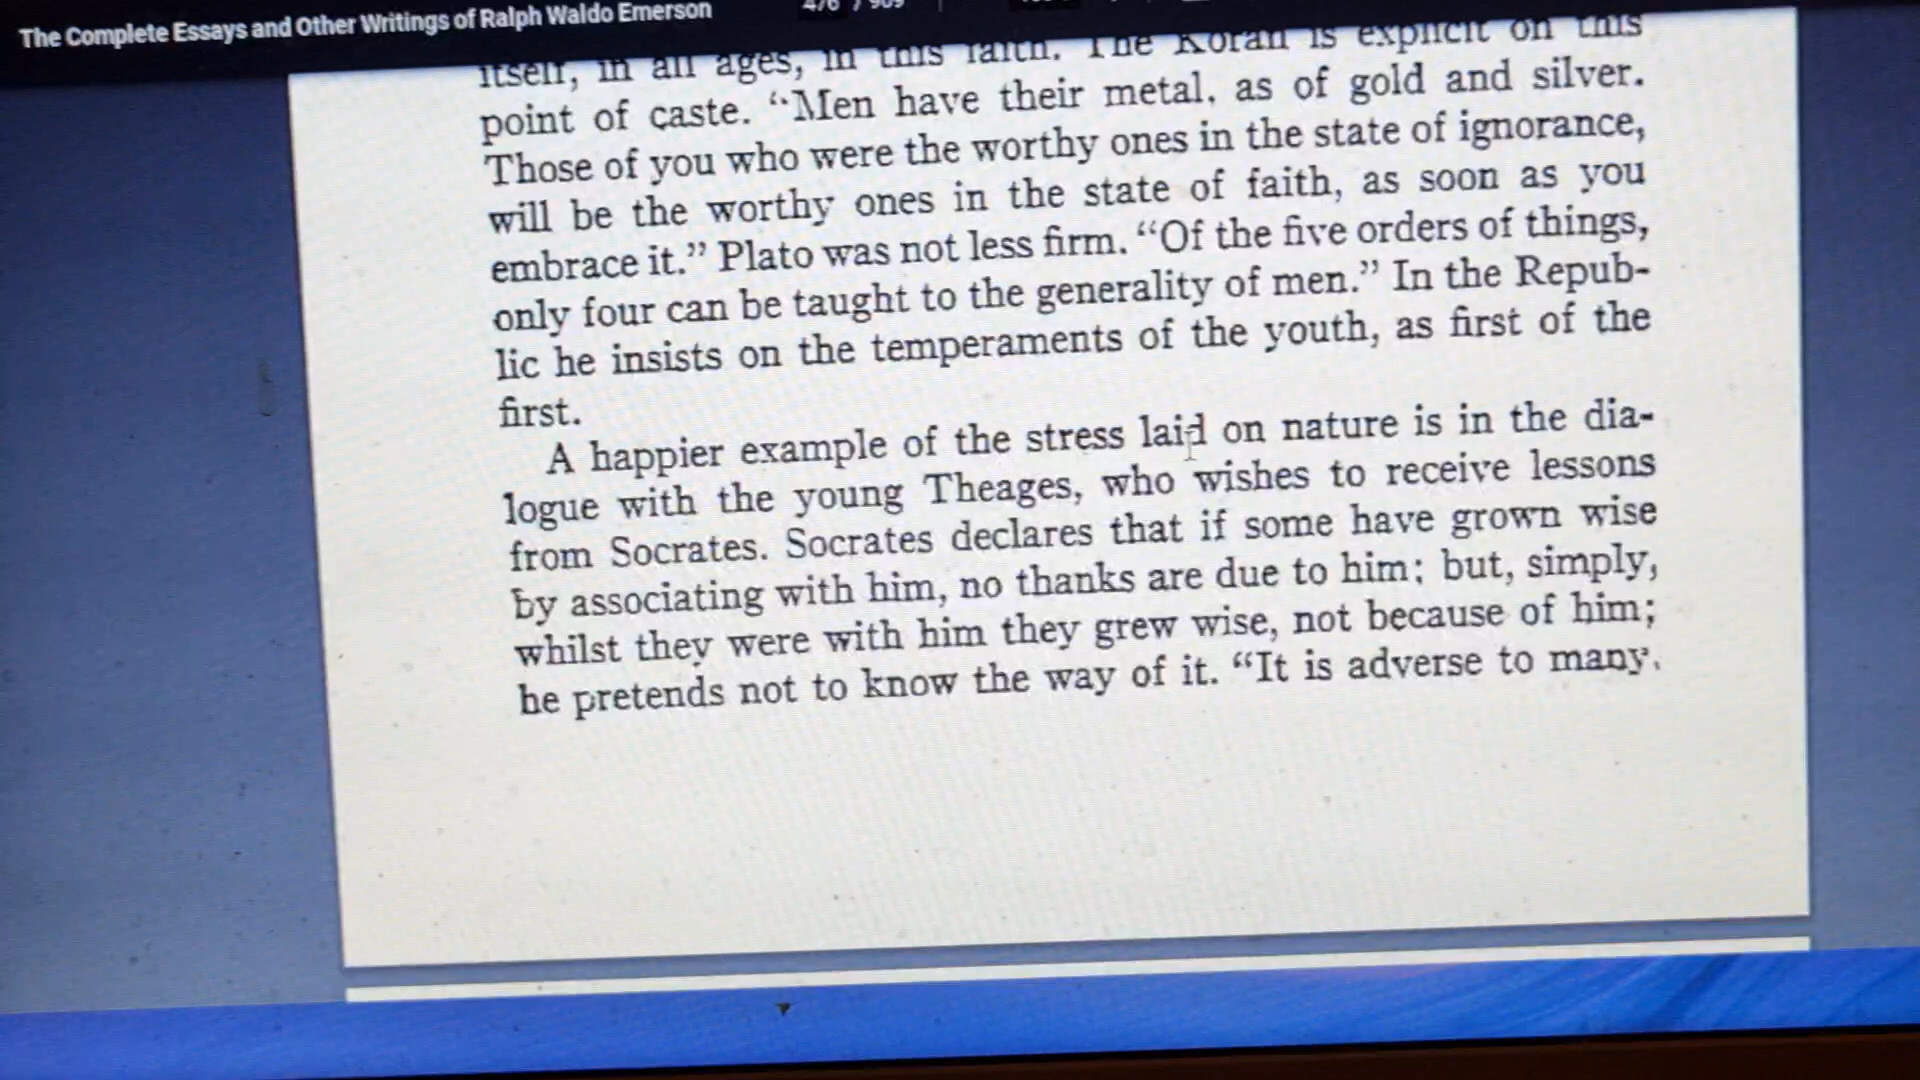 The Complete Essays and Other Writings of Ralph Waldo Emerson
itself, in all ages, in this faith. The Koran is explicit on this
point of caste. “Men have their metal, as of gold and silver.
Those of you who were the worthy ones in the state of ignorance,
will be the worthy ones in the state of faith, as soon as you
embrace it.” Plato was not less firm. “Of the five orders of things,
only four can be taught to the generality of men.” In the Repub-
lic he insists on the temperaments of the youth, as first of the
first.
A happier example of the stress laid on nature is in the dia-
logue with the young Theages, who wishes to receive lessons
from Socrates. Socrates declares that if some have grown wise
by associating with him, no thanks are due to him; but, simply,
whilst they were with him they grew wise, not because of him;
he pretends not to know the way of it. “It is adverse to many,